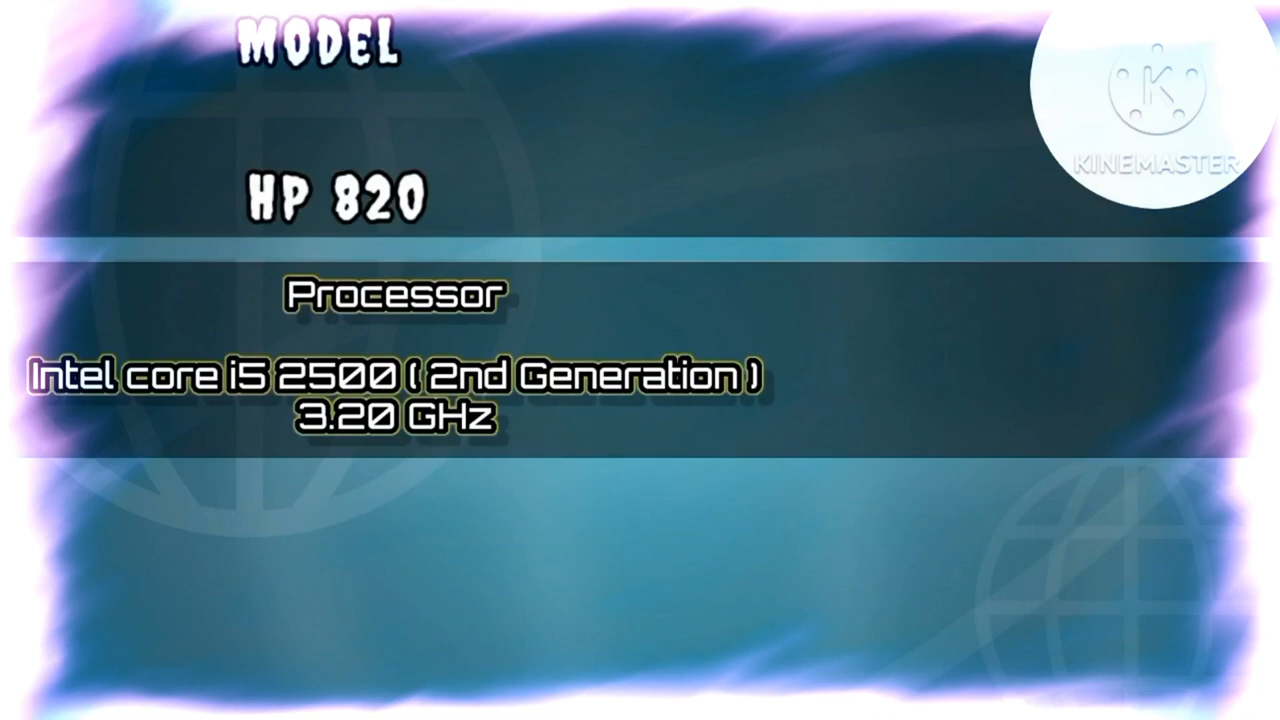 MODEL
KINEMASTER
HP 820
Processor
Intel core i5 2500 ( 2nd Generation )
3.20 GHz